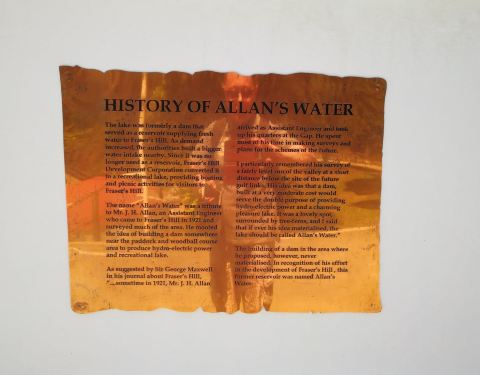 HISTORY OF ALLAN'S WATER
The lake was formerly a dam that
served as a reservoir supplying fresh
water to Fraser's Hill. As demand
increased, the authorities built a bigger
water intake nearby. Since it was no
longer used as a reservoir, Fraser's Hill
Development Corporation converted it
to a recreational lake, providing boating
and picnic activities for visitors to
Fraser's Hill.
The name "Allan's Water" was a tribute
to Mr. J. H. Allan, an Assistant Engineer
who came to Fraser's Hill in 1921 and
surveyed much of the area. He mooted
the idea of building a dam somewhere
near the paddock and woodball course
area to produce hydro-electric power
and recreational lake.
As suggested by Sir George Maxwell
in his journal about Fraser's Hill,
"....sometime in 1921, Mr. J. H. Allan
arrived as Assistant Engineer and took
up his quarters at the Gap. He spent
most of his time in making surveys and
plans for the schemes of the future.
I particularly remembered his survey of
a fairly level out of the valley at a short
distance below the site of the future
golf links. His idea was that a dam,
built at a very moderate cost would
serve the double purpose of providing
hydro-electric power and a charming
pleasure lake. It was a lovely spot,
surrounded by tree-ferns, and I said
that if ever his idea materialised, the
lake should be called Allan's Water."
The building of a dam in the area where
he proposed, however, never
materialised. In recognition of his effort
in the development of Fraser's Hill , this
former reservoir was named Allan's
Water.